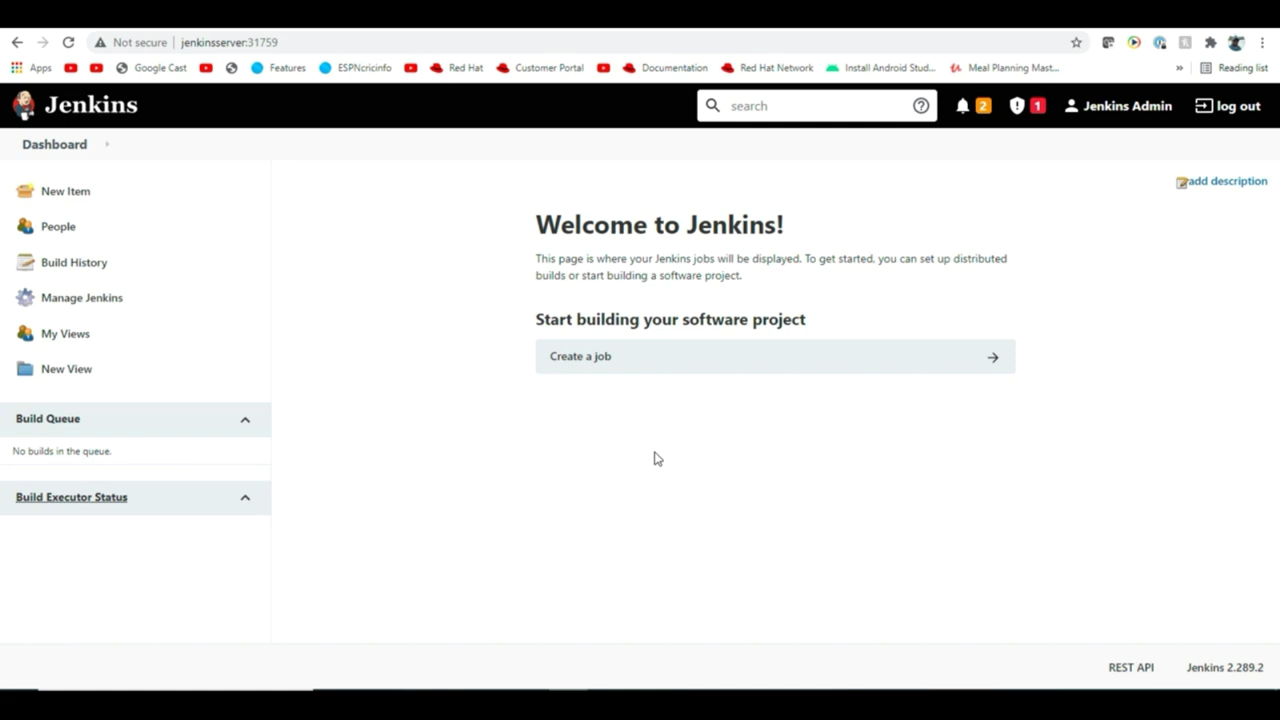 Not secure jenkinsserver:31759
Apps Google Cast Features ESPNcricinfo Red Hat Customer Portal Documentation Red Hat Network Install Android Stud... Meal Planning Mast... » Reading list
Jenkins search 2 1 Jenkins Admin log out
Dashboard
add description
New Item
People
Build History
Manage Jenkins
My Views
New View
Build Queue
No builds in the queue.
Build Executor Status
Welcome to Jenkins!
This page is where your Jenkins jobs will be displayed. To get started, you can set up distributed
builds or start building a software project.
Start building your software project
Create a job
REST API Jenkins 2.289.2